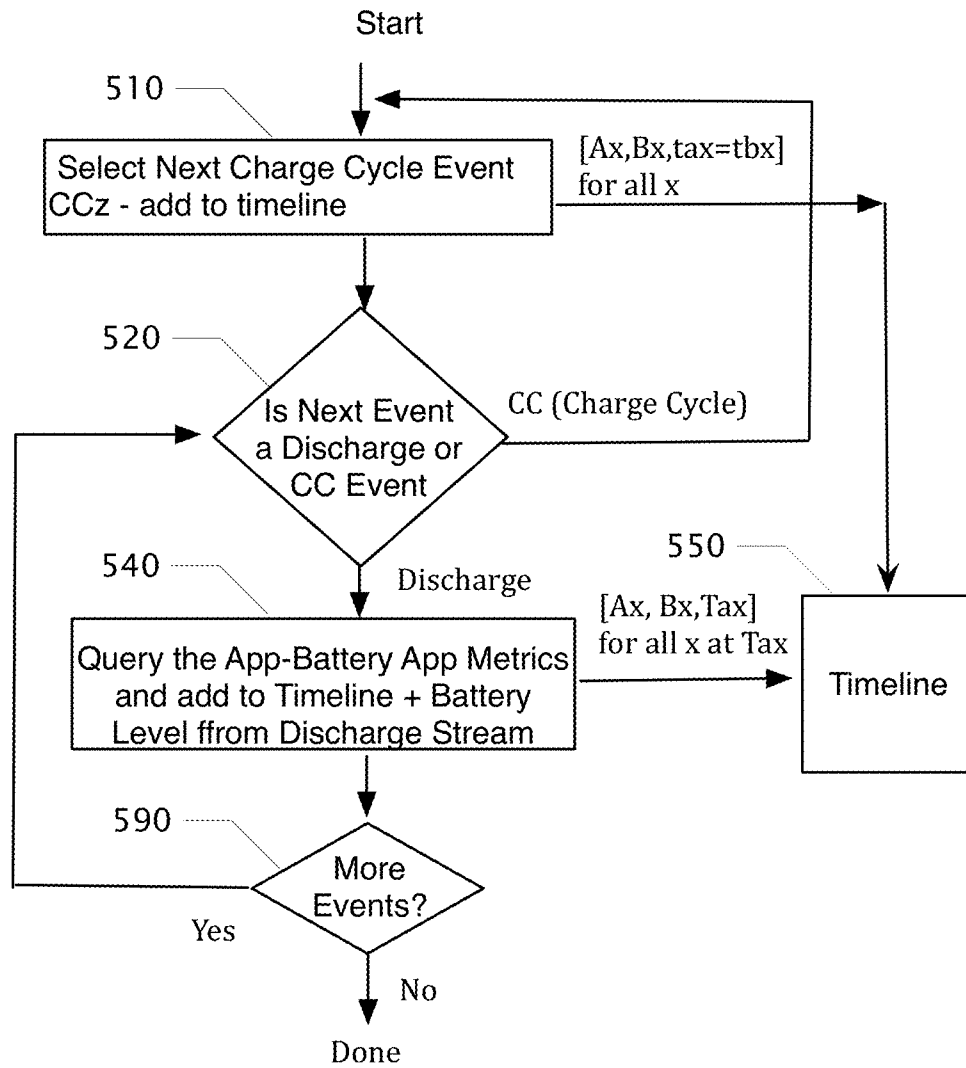 Start
510
Select Next Charge Cycle Event
CCz - add to timeline
[Ax,Bx,tax=tbx]
for all x
520
Is Next Event
a Discharge or
CC Event
CC (Charge Cycle)
540
Discharge
550
Query the App-Battery App Metrics
and add to Timeline + Battery
Level ffrom Discharge Stream
[Ax, Bx,Tax]
for all x at Tax
Timeline
590
More
Events?
Yes
No
Done